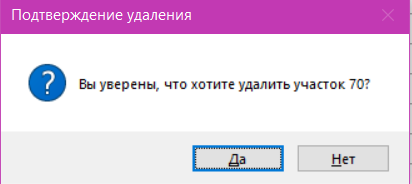 Подтверждение удаления
Вы уверены, что хотите удалить участок 70?
Да
Нет